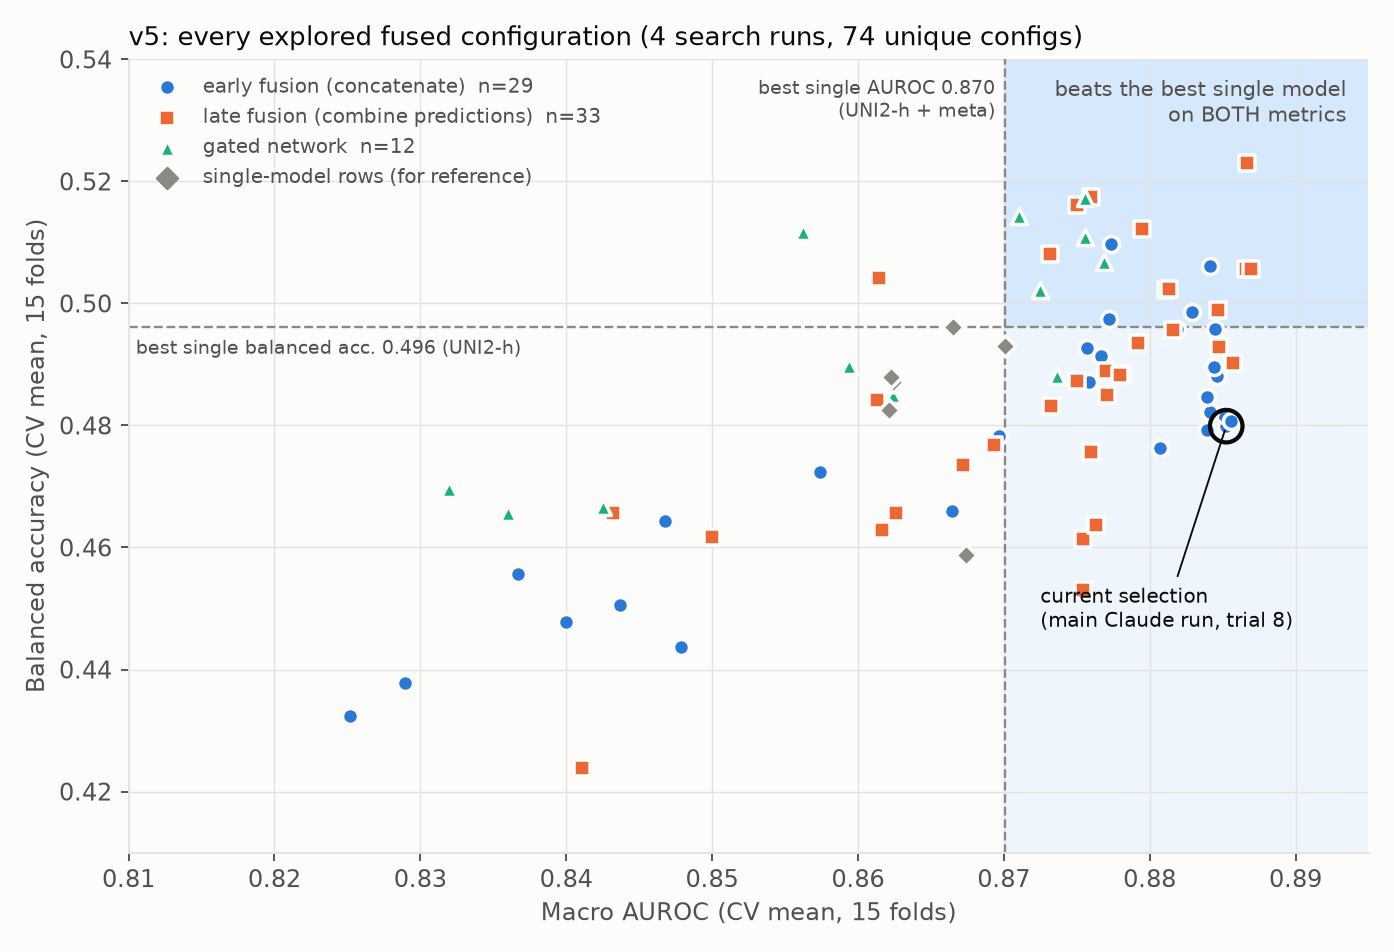 v5: every explored fused configuration (4 search runs, 74 unique configs)
early fusion (concatenate)  n=29
late fusion (combine predictions)  n=33
gated network  n=12
single-model rows (for reference)
best single AUROC 0.870
(UNI2-h + meta)
beats the best single model
on BOTH metrics
best single balanced acc. 0.496 (UNI2-h)
current selection
(main Claude run, trial 8)
Balanced accuracy (CV mean, 15 folds)
0.54
0.52
0.50
0.48
0.46
0.44
0.42
0.81
0.82
0.83
0.84
0.85
0.86
0.87
0.88
0.89
Macro AUROC (CV mean, 15 folds)